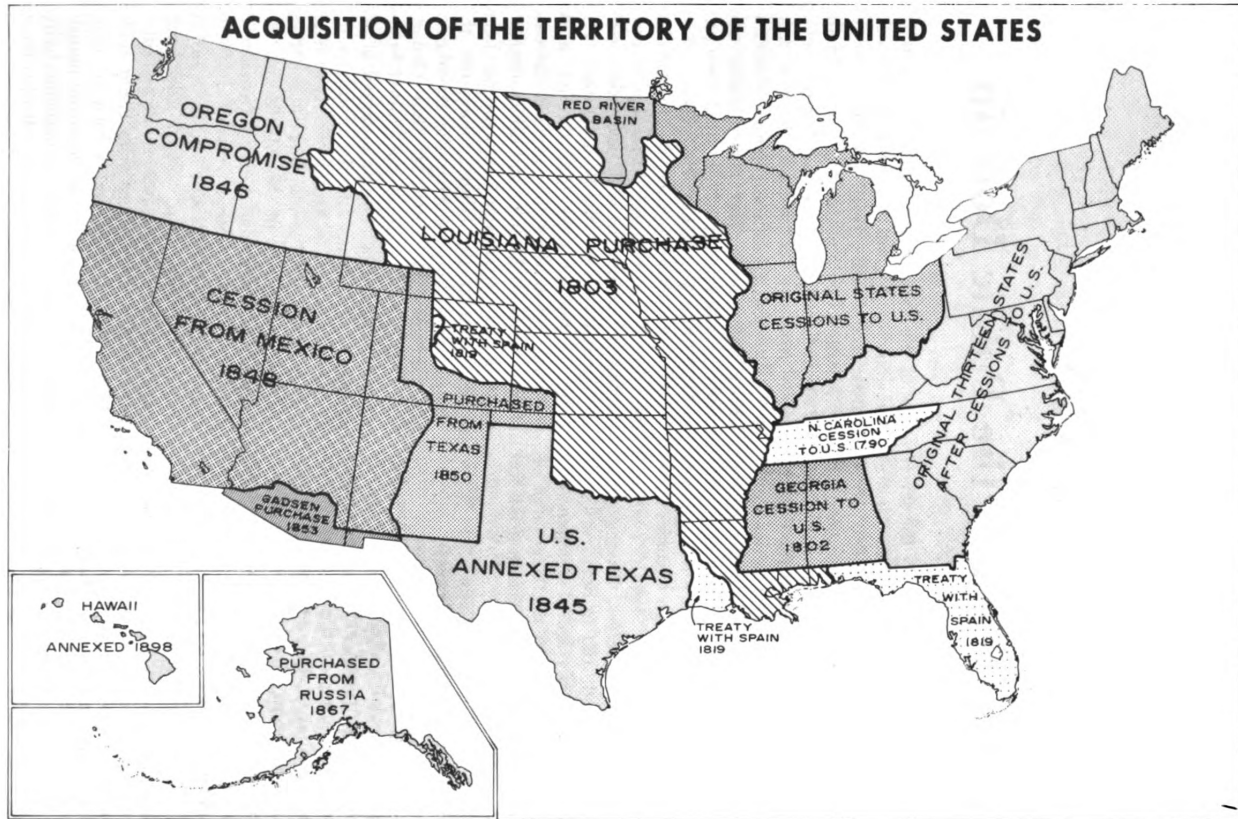 ACQUISITION OF THE TERRITORY OF THE UNITED STATES
OREGON
COMPROMISE
1846
RED RIVER
BASIN
LOUISIANA PURCHASE
1803
CESSION
FROM MEXICO
1848
TREATY
WITH SPAIN
1819
ORIGINAL STATES
CESSIONS TO U.S.
ORIGINAL THIRTEEN STATES
AFTER CESSIONS TO U.S.
PURCHASED
FROM
TEXAS
1850
N. CAROLINA
CESSION
TO U.S. 1790
GEORGIA
CESSION TO
U.S.
1802
GADSEN
PURCHASE
1853
U.S.
ANNEXED TEXAS
1845
TREATY
WITH SPAIN
1819
TREATY
WITH
SPAIN
1819
HAWAII
ANNEXED 1898
PURCHASED
FROM
RUSSIA
1867